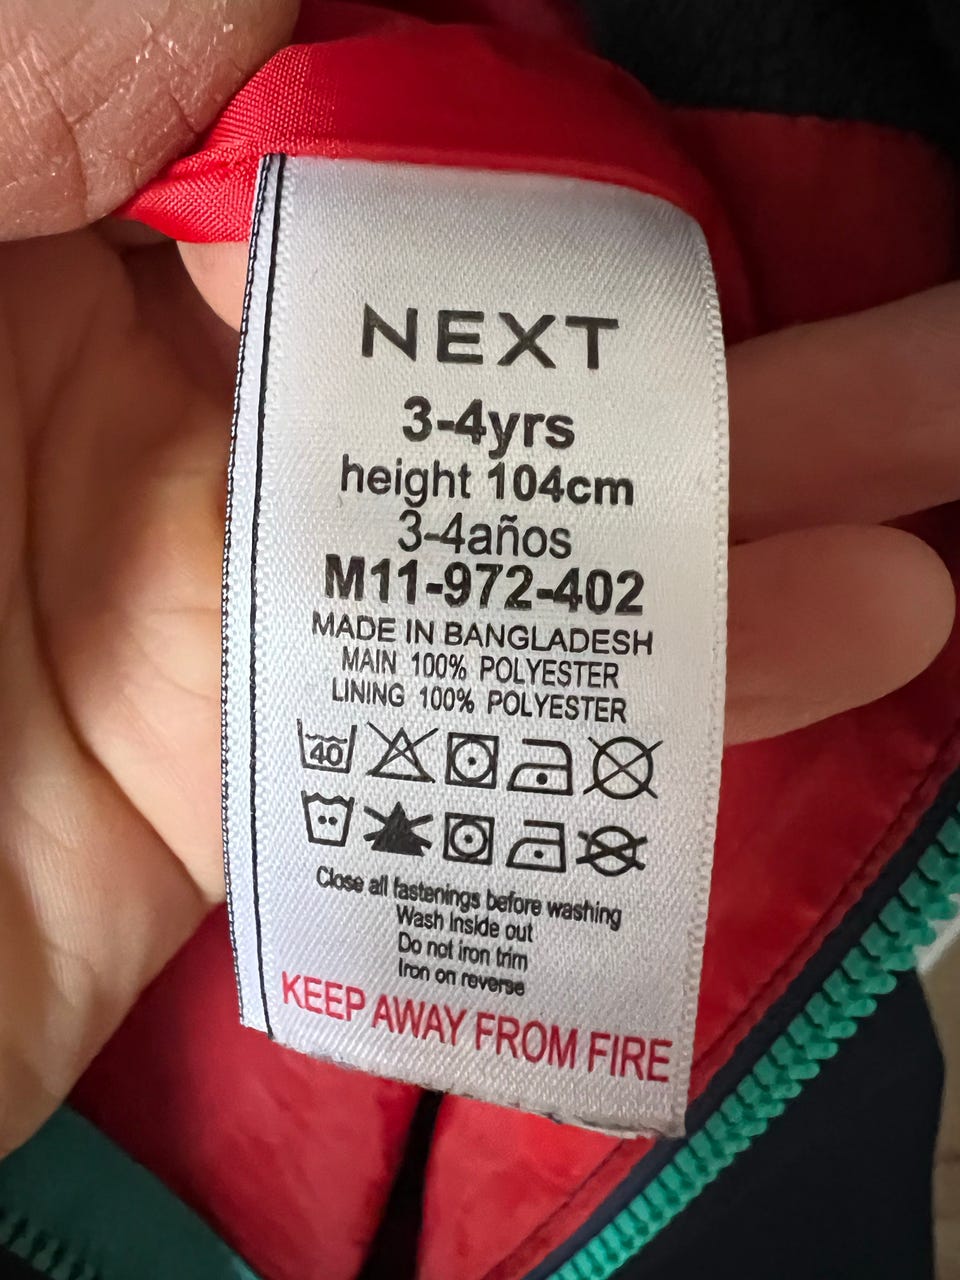 NEXT
3-4yrs
height 104cm
3-4años
M11-972-402
MADE IN BANGLADESH
MAIN 100% POLYESTER
LINING 100% POLYESTER
40
Close all fastenings before washing
Wash Inside out
Do not iron trim
Iron on reverse
KEEP AWAY FROM FIRE